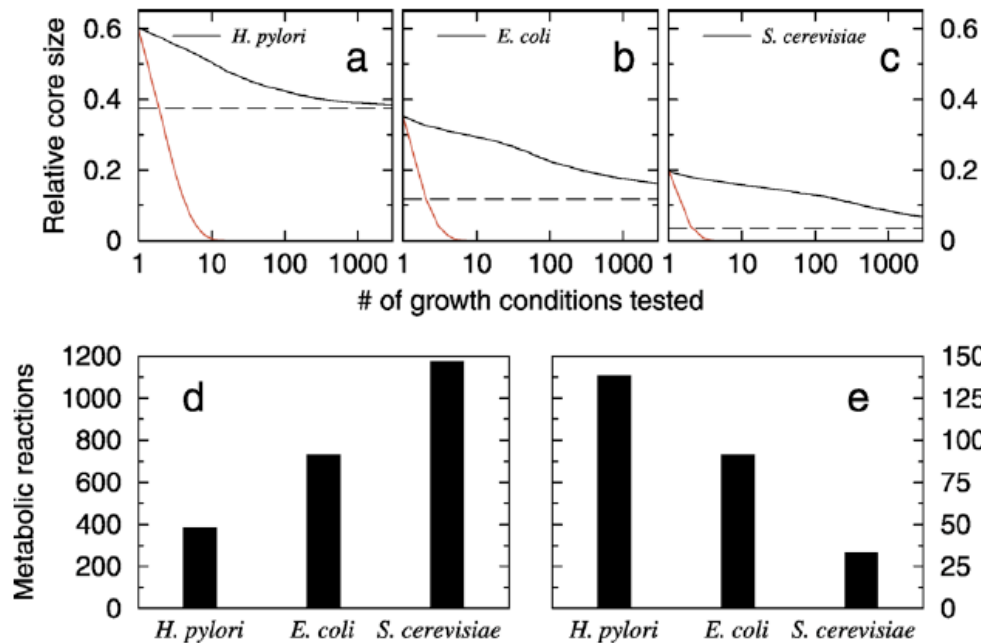 0.6 H. pylori E. coli S. cerevisiae 0.6
a b c
Relative core size
0.4 0.4
0.2 0.2
0 0
1 10 100 1000 1 10 100 1000 1 10 100 1000
# of growth conditions tested
Metabolic reactions
1200
1000
800
600
400
200
0
d
H. pylori E. coli S. cerevisiae
e
125
100
75
50
25
0
H. pylori E. coli S. cerevisiae